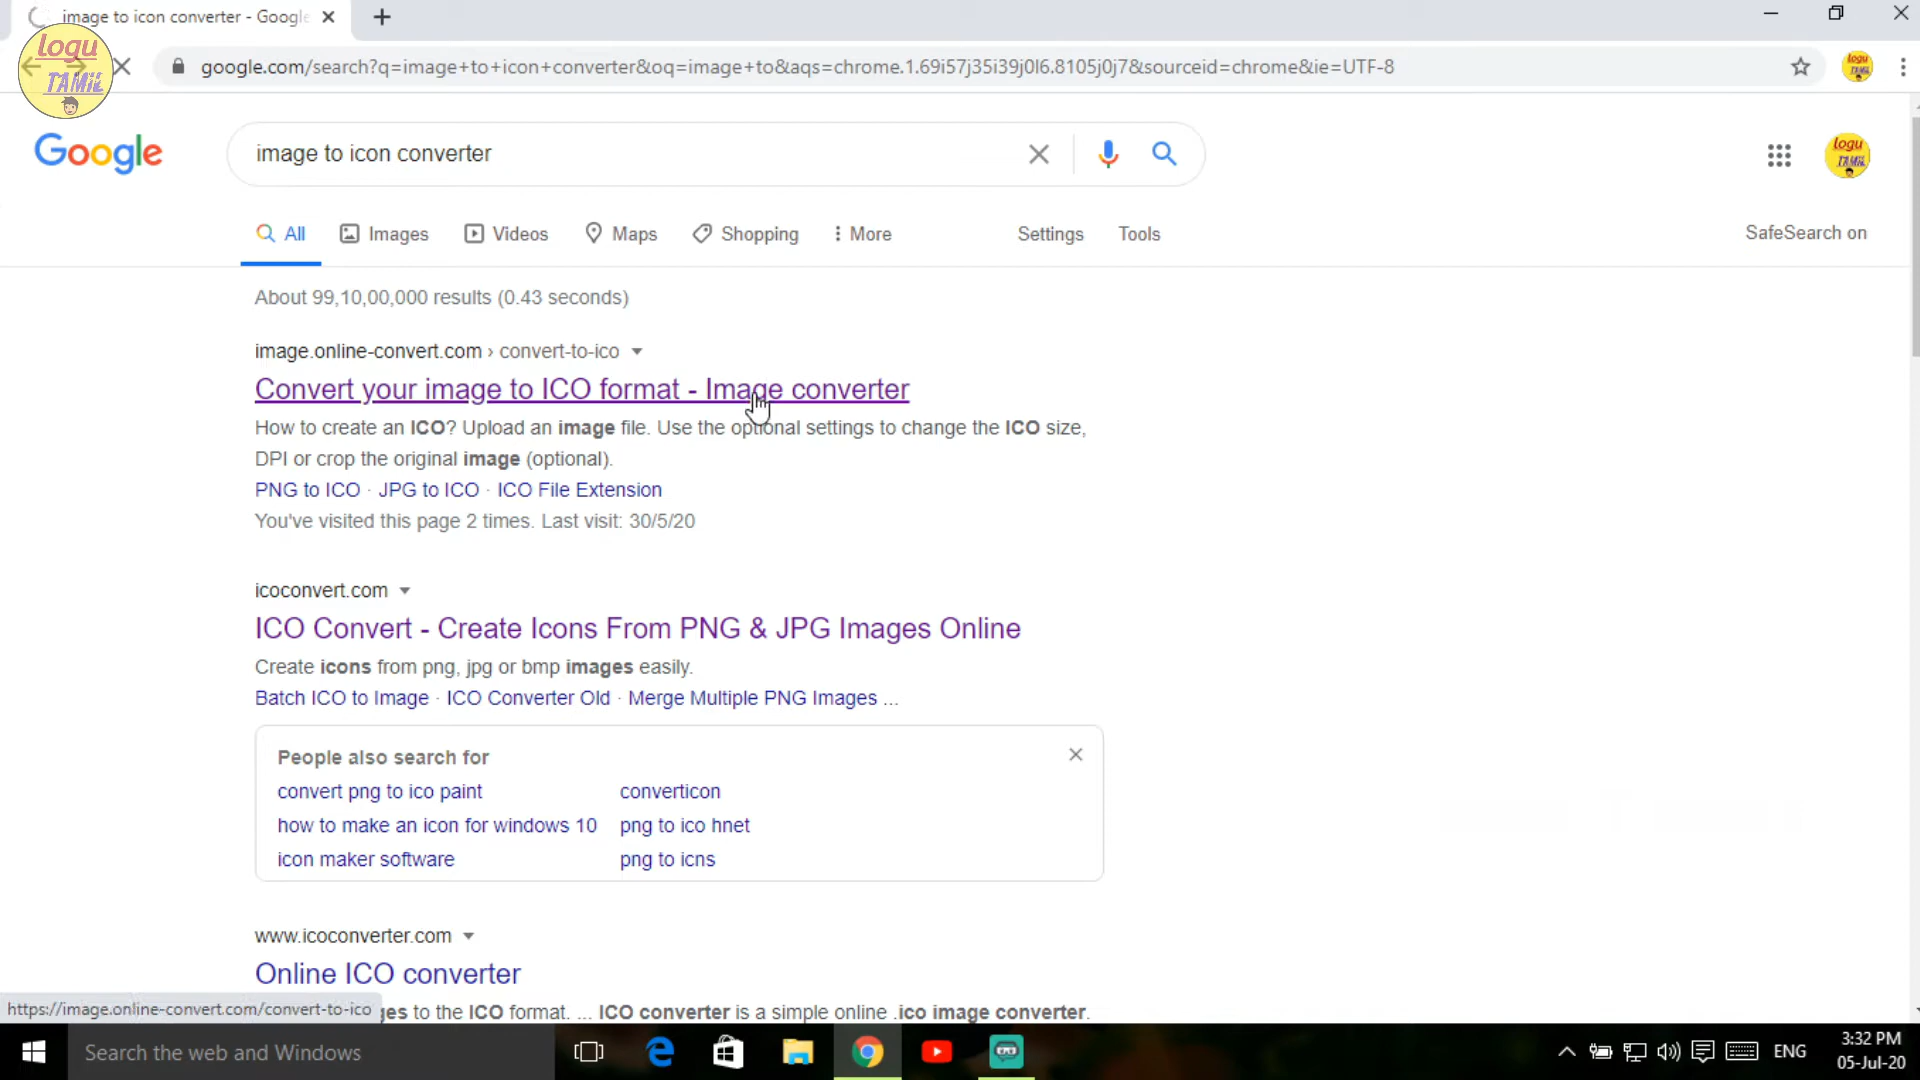 image to icon converter - Google
logu
TAMIL
google.com/search?q=image+to+icon+converter&oq=image+to&aqs=chrome.1.69i57j35i39j0l6.8105j0j7&sourceid=chrome&ie=UTF-8
Google
image to icon converter
logu
TAMIL
All
Images
Videos
Maps
Shopping
More
Settings
Tools
SafeSearch on
About 99,10,00,000 results (0.43 seconds)
image.online-convert.com › convert-to-ico
Convert your image to ICO format - Image converter
How to create an ICO? Upload an image file. Use the optional settings to change the ICO size,
DPI or crop the original image (optional).
PNG to ICO · JPG to ICO · ICO File Extension
You've visited this page 2 times. Last visit: 30/5/20
icoconvert.com
ICO Convert - Create Icons From PNG & JPG Images Online
Create icons from png, jpg or bmp images easily.
Batch ICO to Image · ICO Converter Old · Merge Multiple PNG Images ...
People also search for
convert png to ico paint
converticon
how to make an icon for windows 10
png to ico hnet
icon maker software
png to icns
www.icoconverter.com
Online ICO converter
ges to the ICO format. ... ICO converter is a simple online .ico image converter.
https://image.online-convert.com/convert-to-ico
Search the web and Windows
ENG
3:32 PM
05-Jul-20